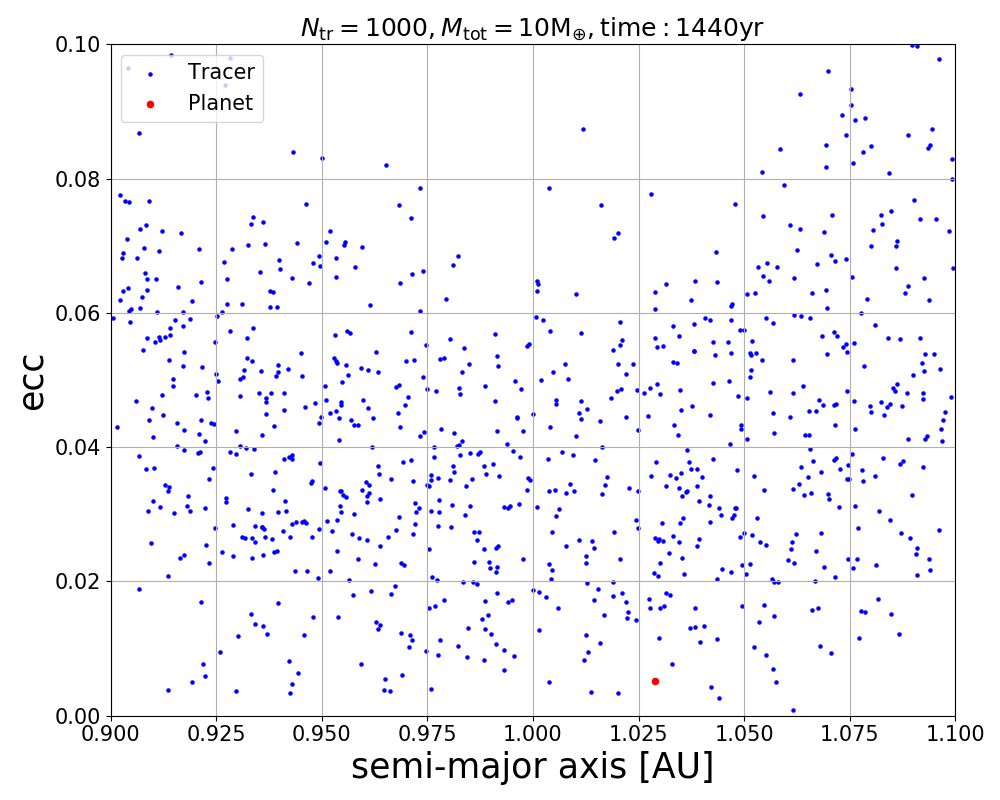 N_tr = 1000, M_tot = 10M_⊕, time : 1440yr
0.10
0.08
0.06
0.04
0.02
0.00
ecc
Tracer
Planet
0.900 0.925 0.950 0.975 1.000 1.025 1.050 1.075 1.100
semi-major axis [AU]